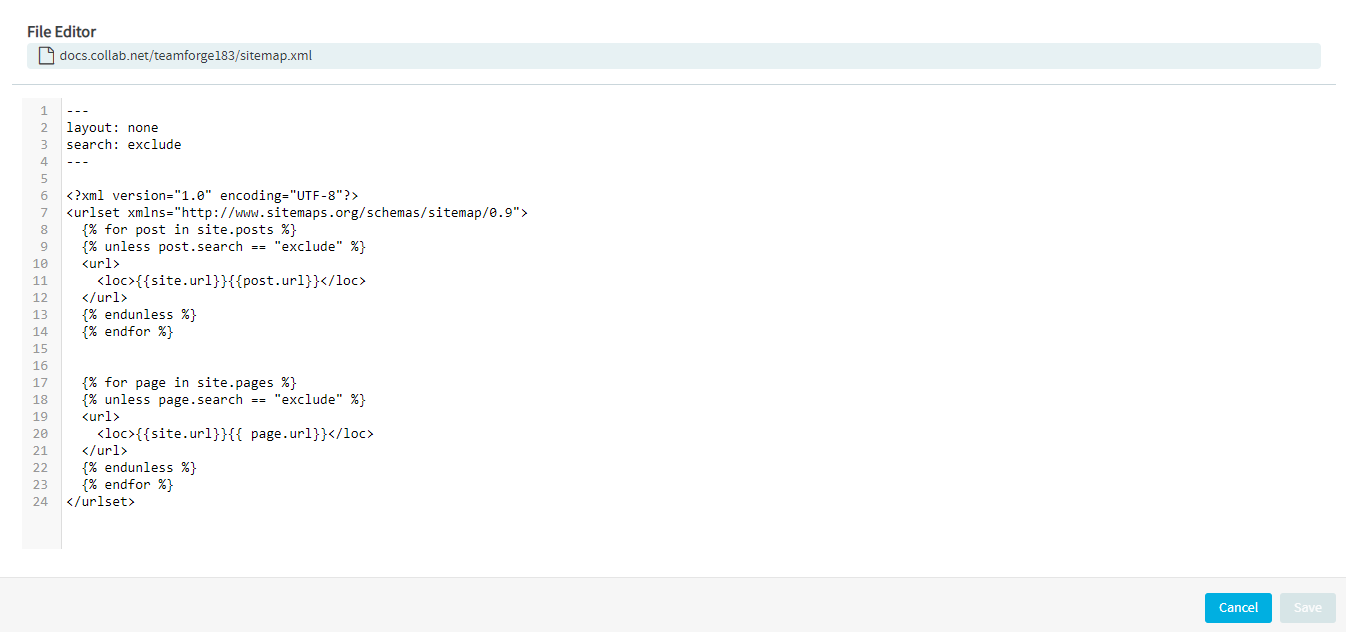 File Editor
docs.collab.net/teamforge183/sitemap.xml
1 ---
2 layout: none
3 search: exclude
4 ---
5
6 <?xml version="1.0" encoding="UTF-8"?>
7 <urlset xmlns="http://www.sitemaps.org/schemas/sitemap/0.9">
8   {% for post in site.posts %}
9   {% unless post.search == "exclude" %}
10   <url>
11     <loc>{{site.url}}{{post.url}}</loc>
12   </url>
13   {% endunless %}
14   {% endfor %}
15
16
17   {% for page in site.pages %}
18   {% unless page.search == "exclude" %}
19   <url>
20     <loc>{{site.url}}{{ page.url}}</loc>
21   </url>
22   {% endunless %}
23   {% endfor %}
24 </urlset>
Cancel Save